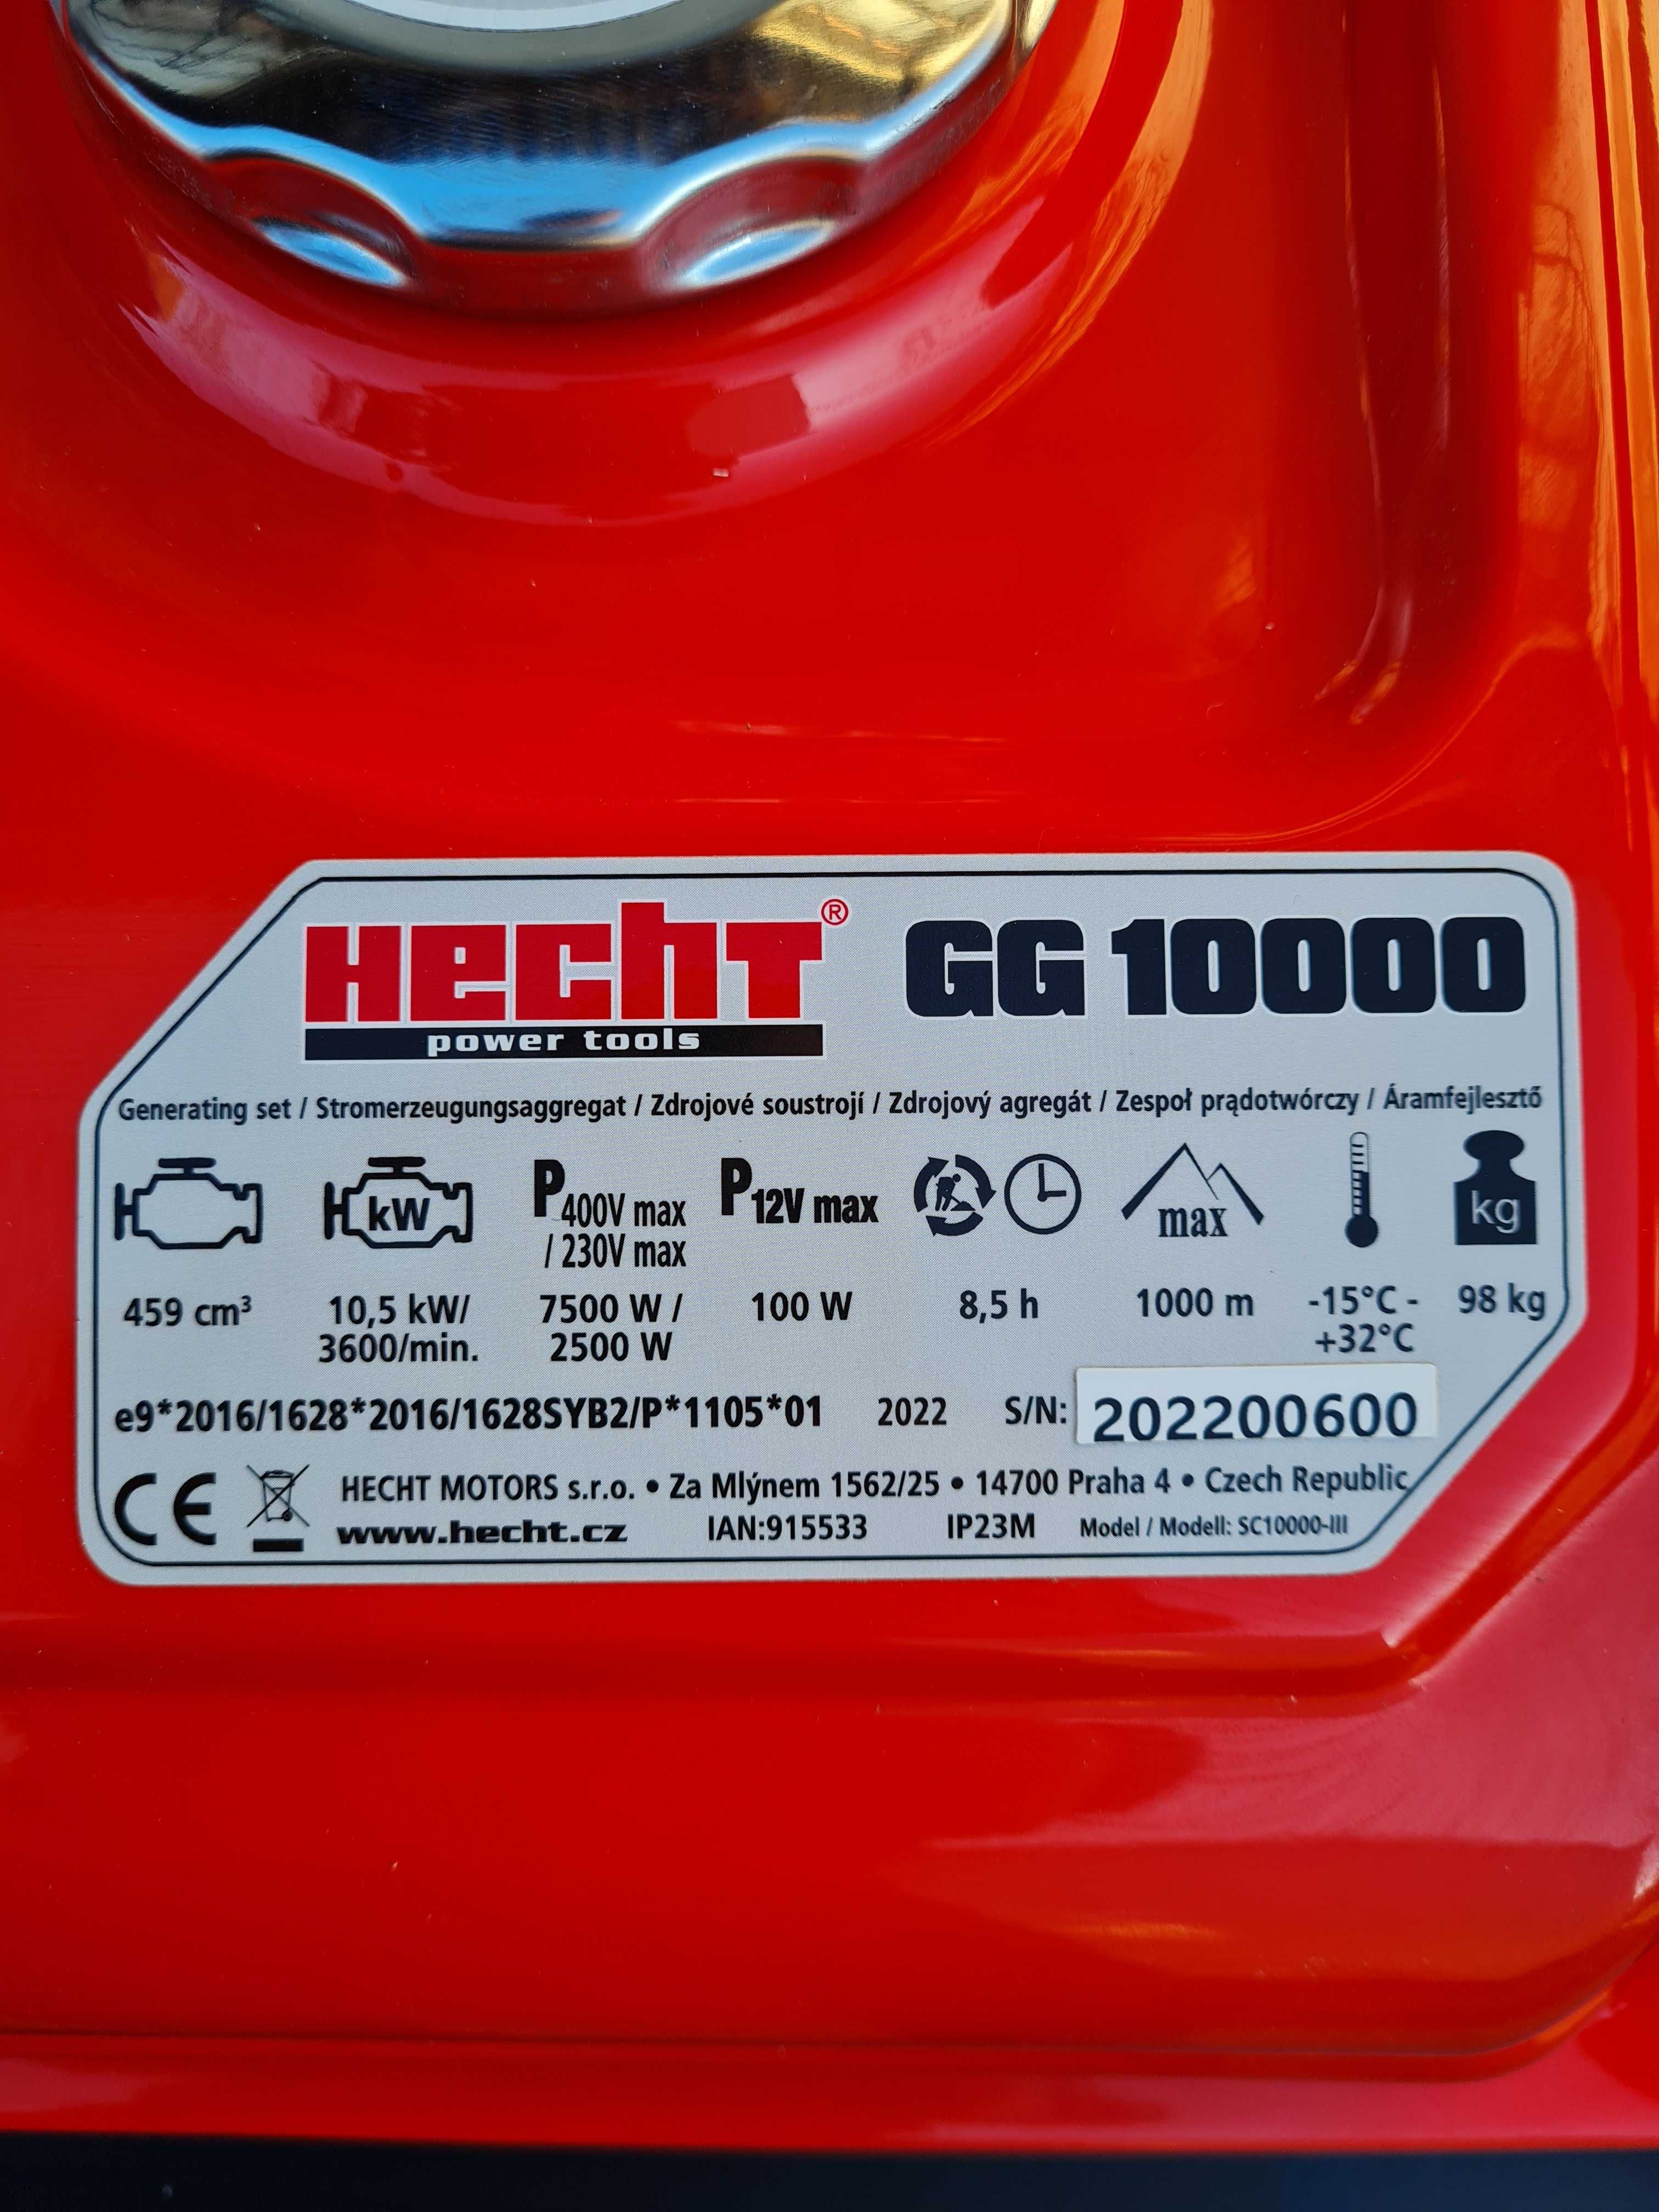 HECHT® GG 10000
power tools
Generating set / Stromerzeugungsaggregat / Zdrojové soustrojí / Zdrojový agregát / Zespoł prądotwórczy / Áramfejlesztő
kW P400V max P12V max max kg
/ 230V max
459 cm³ 10,5 kW/ 7500 W / 100 W 8,5 h 1000 m -15°C - 98 kg
3600/min. 2500 W +32°C
e9*2016/1628*2016/1628SYB2/P*1105*01 2022 S/N: 202200600
CE HECHT MOTORS s.r.o. • Za Mlýnem 1562/25 • 14700 Praha 4 • Czech Republic
www.hecht.cz IAN:915533 IP23M Model / Modell: SC10000-III